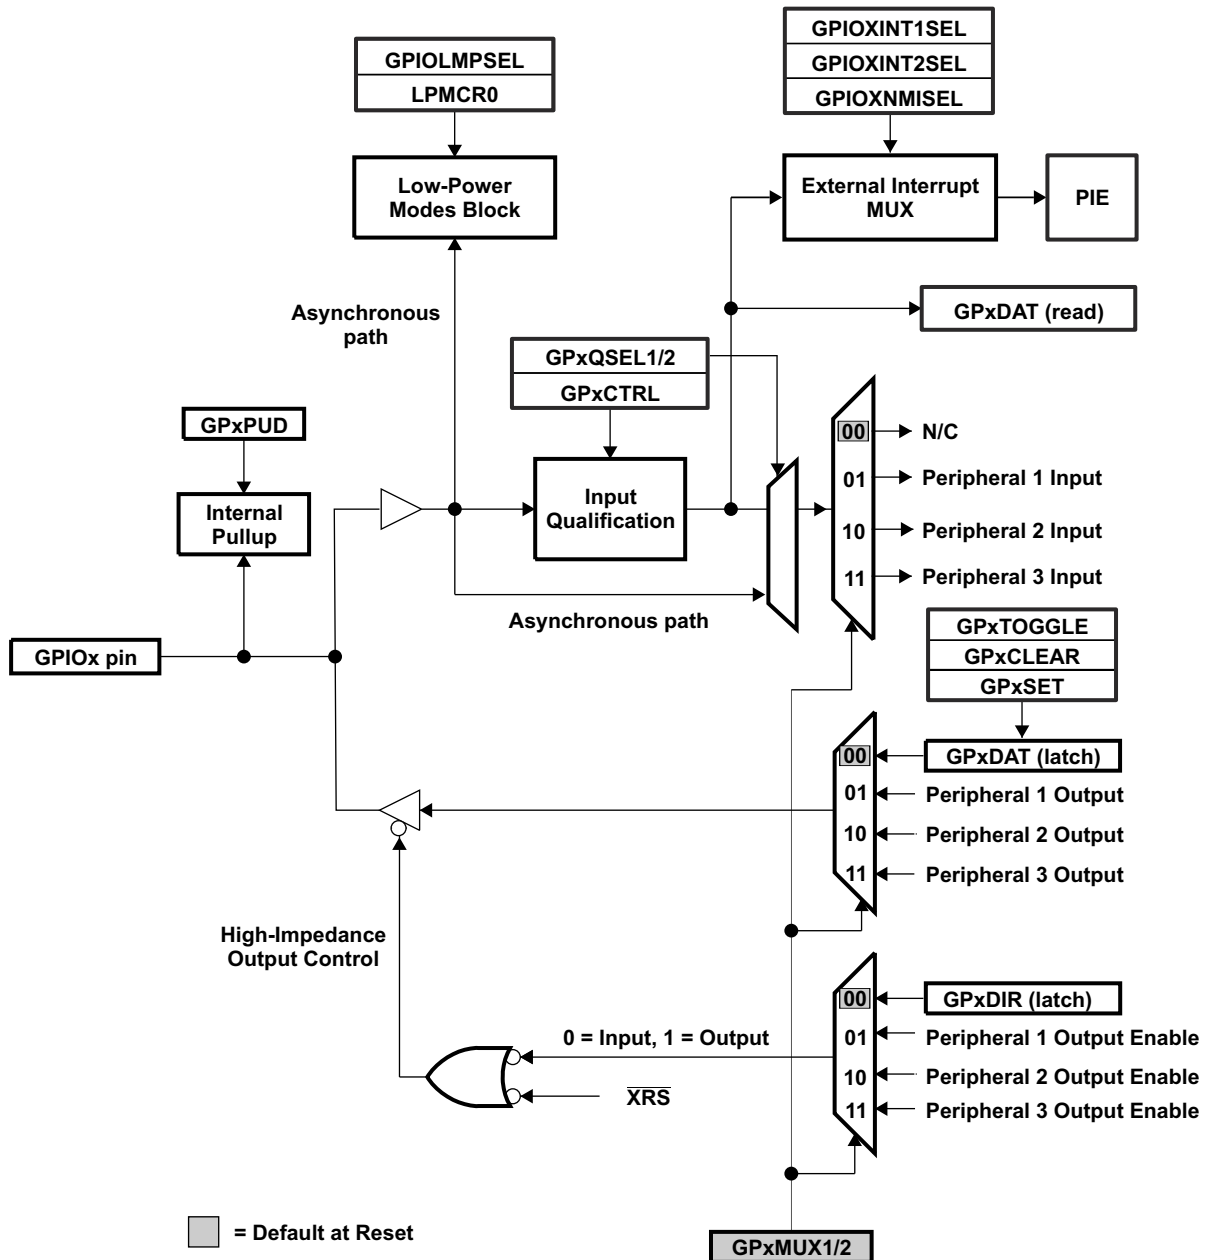 GPIOXINT1SEL
GPIOLMPSEL
GPIOXINT2SEL
LPMCR0
GPIOXNMISEL
Low-Power
Modes Block
External Interrupt
MUX
PIE
Asynchronous
path
GPxDAT (read)
GPxQSEL1/2
GPxCTRL
GPxPUD
00
N/C
01
Peripheral 1 Input
Internal
Pullup
Input
Qualification
10
Peripheral 2 Input
11
Peripheral 3 Input
Asynchronous path
GPxTOGGLE
GPIOx pin
GPxCLEAR
GPxSET
00
GPxDAT (latch)
01
Peripheral 1 Output
10
Peripheral 2 Output
11
Peripheral 3 Output
High-Impedance
Output Control
00
GPxDIR (latch)
0 = Input, 1 = Output
01
Peripheral 1 Output Enable
10
Peripheral 2 Output Enable
XRS
11
Peripheral 3 Output Enable
= Default at Reset
GPxMUX1/2